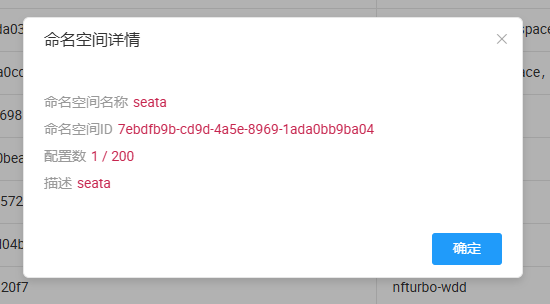 da03
命名空间详情
space
a0cc
ace,
命名空间名称 seata
698
命名空间ID 7ebdfb9b-cd9d-4a5e-8969-1ada0bb9ba04
0bea
配置数 1 / 200
描述 seata
572
d04b
确定
20f7
nfturbo-wdd